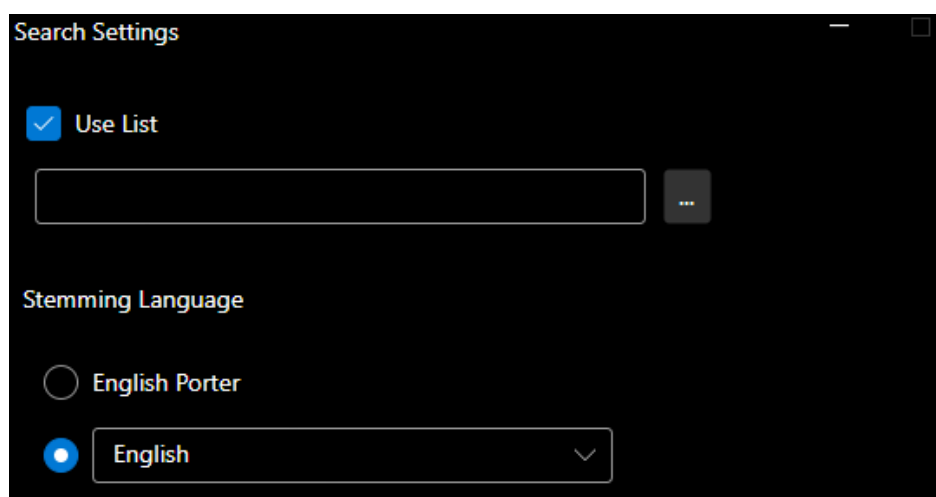 Search Settings
Use List
...
Stemming Language
English Porter
English